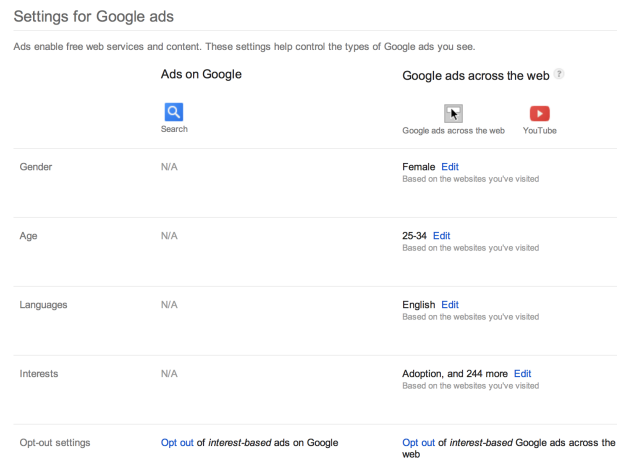 Settings for Google ads
Ads enable free web services and content. These settings help control the types of Google ads you see.
Ads on Google
Google ads across the web ?
Search
Google ads across the web
YouTube
Gender
N/A
Female Edit
Based on the websites you've visited
Age
N/A
25-34 Edit
Based on the websites you've visited
Languages
N/A
English Edit
Based on the websites you've visited
Interests
N/A
Adoption, and 244 more Edit
Based on the websites you've visited
Opt-out settings
Opt out of interest-based ads on Google
Opt out of interest-based Google ads across the
web